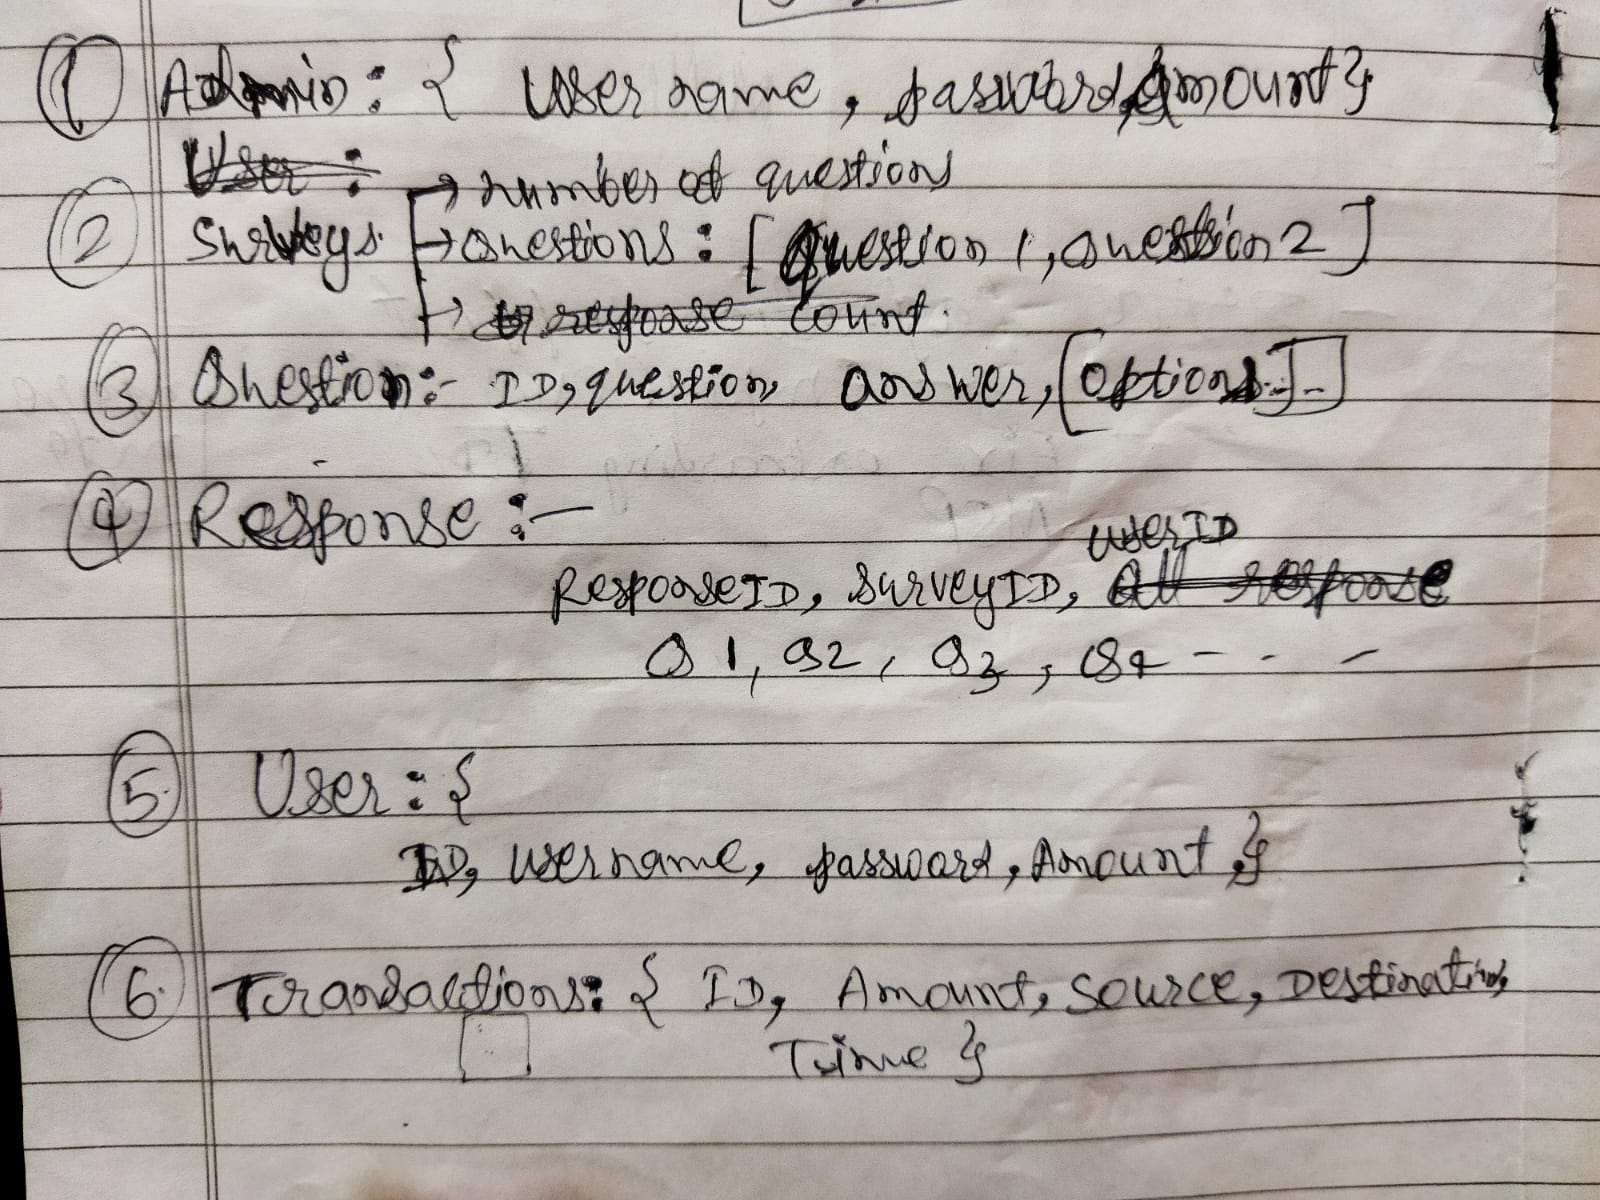 ① Admin: { User name, password, Amount }
User :
→ number of questions
② Surveys → Questions: [Question 1, Question 2]
→ response count.
③ Question:- ID, question, answer, [options]--]
④ Response :-
userID
ResponseID, SurveyID, All response
Q1, Q2, Q3, Q4 - - -
⑤ User: {
ID, Username, password, Amount, }
⑥ Transactions: { ID, Amount, Source, Destination,
Time }